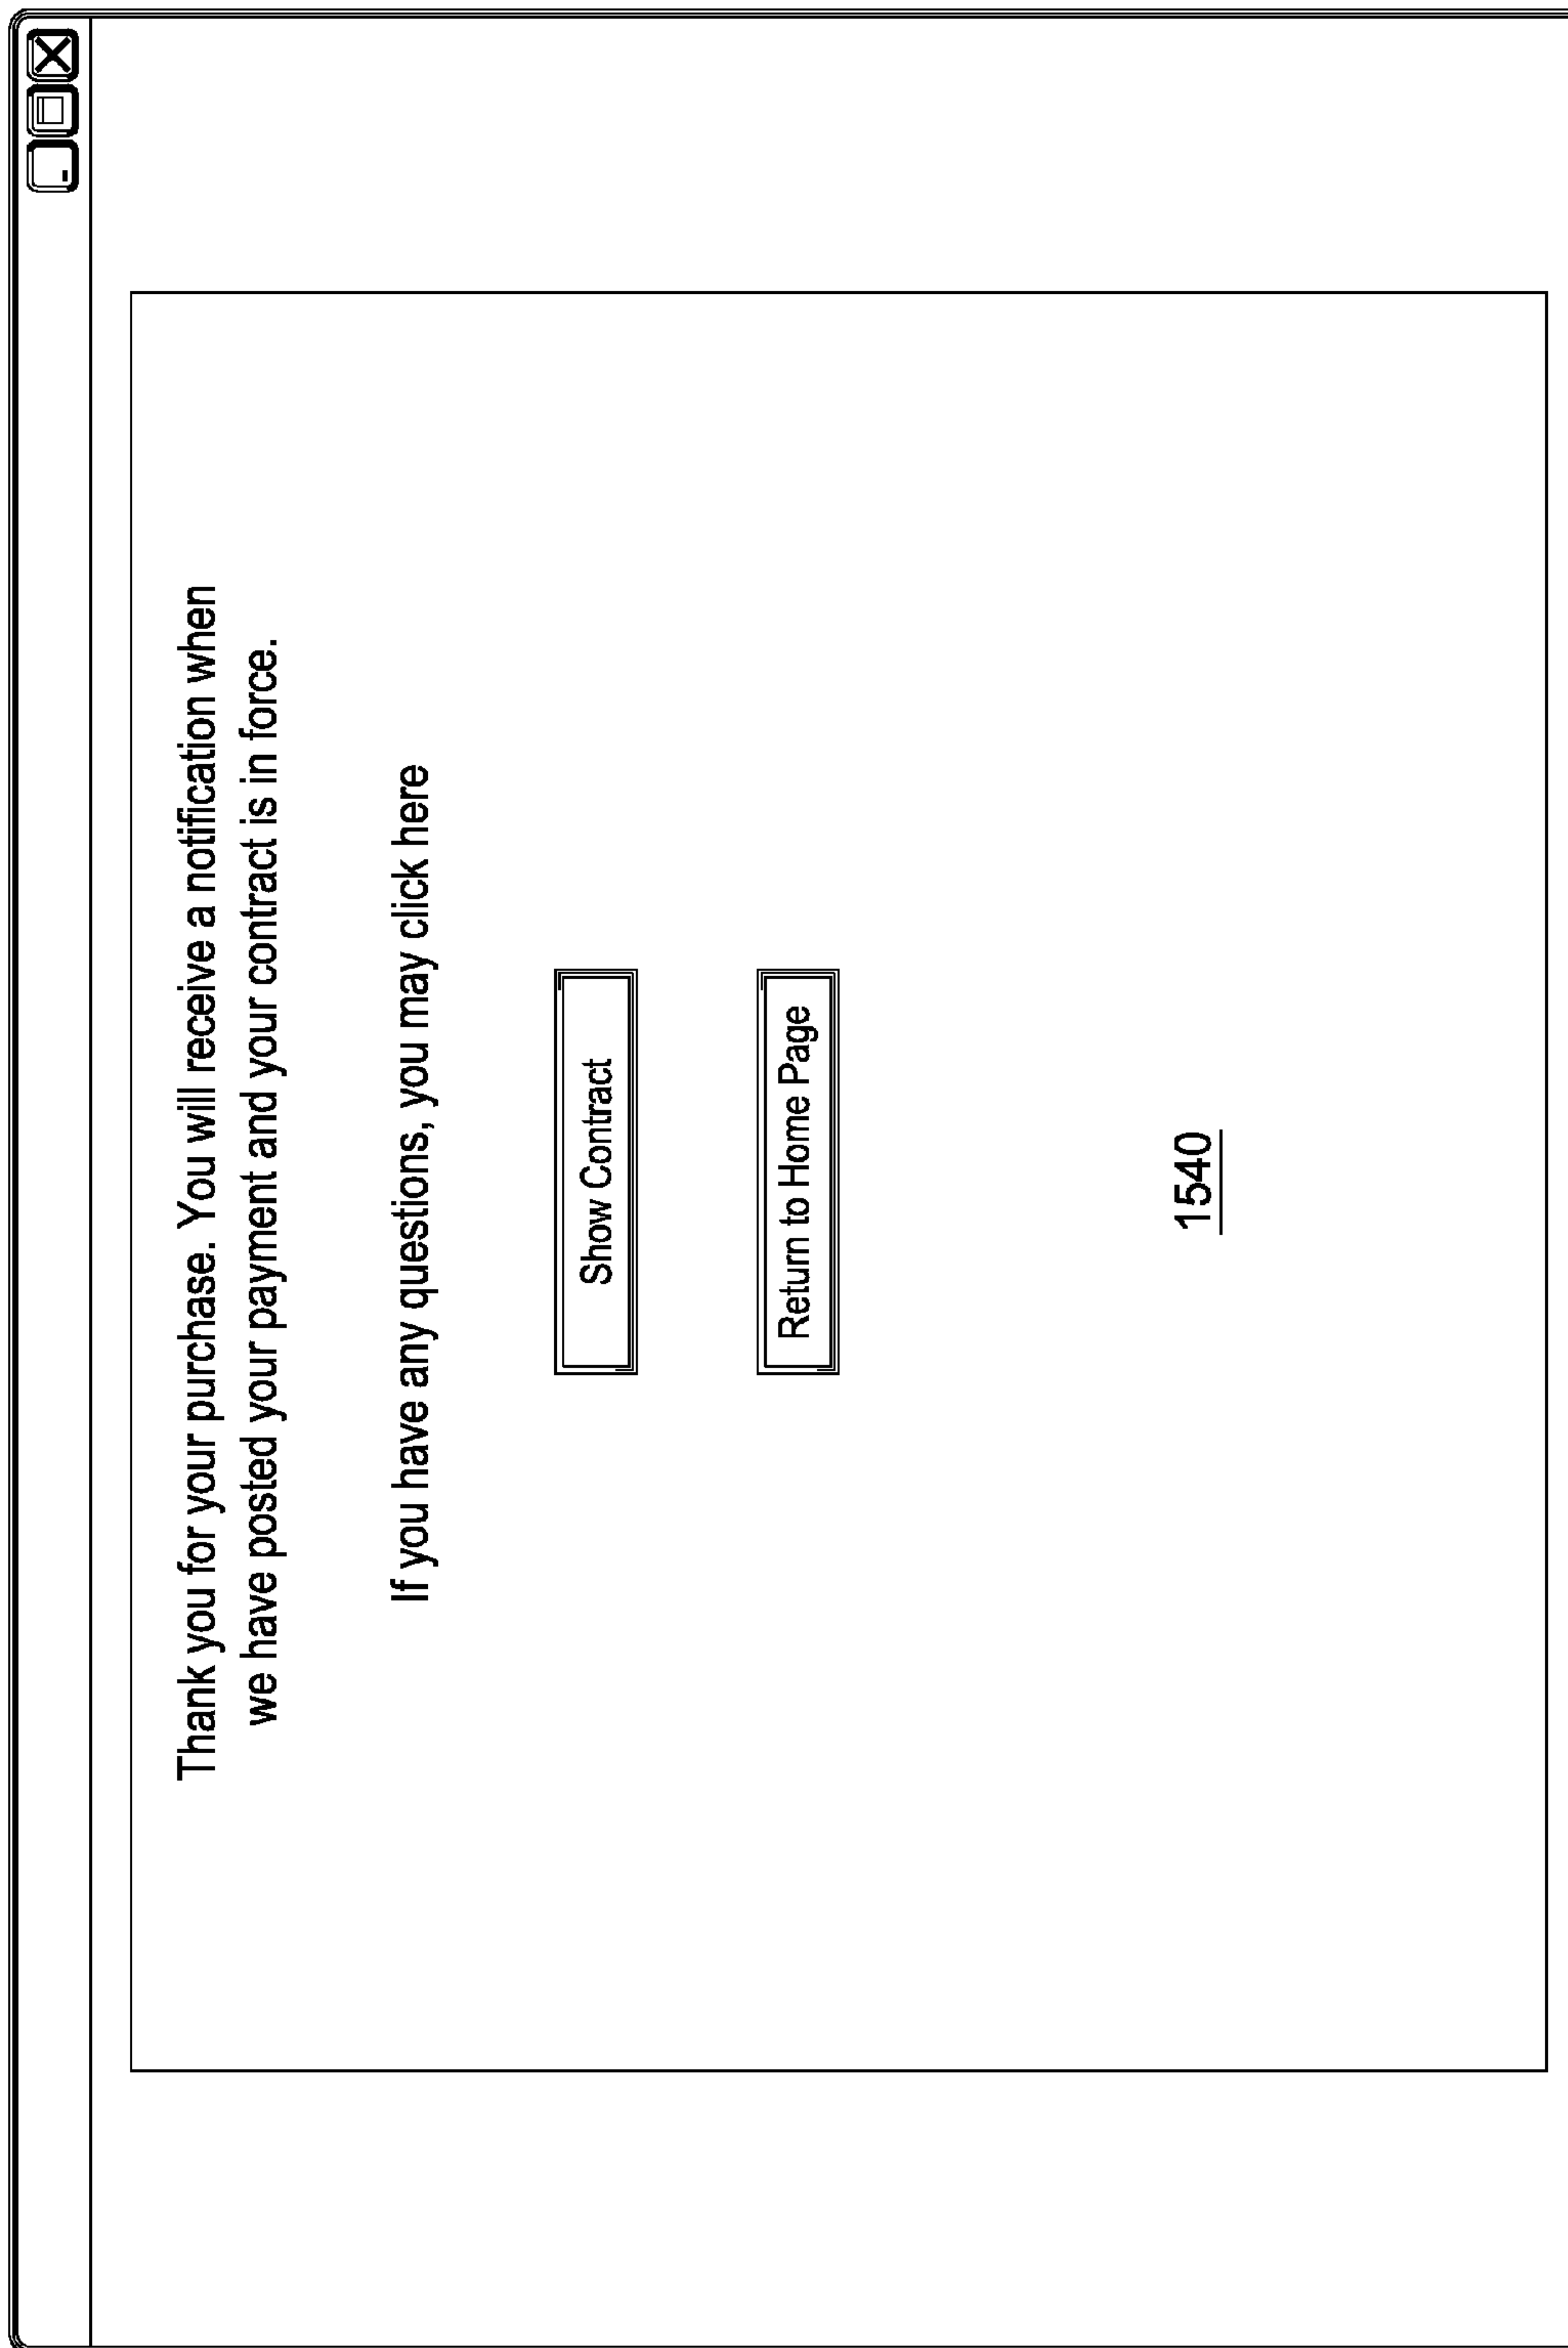 Thank you for your purchase. You will receive a notification when
we have posted your payment and your contract is in force.
If you have any questions, you may click here
Show Contract
Return to Home Page
1540